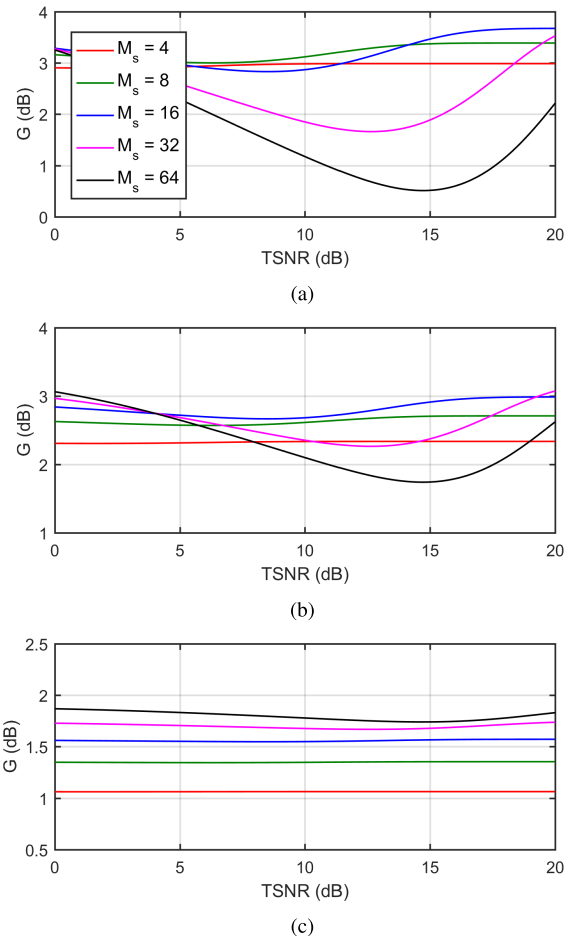 4
3
2
1
0
G (dB)
M_s = 4
M_s = 8
M_s = 16
M_s = 32
M_s = 64
0 5 10 15 20
TSNR (dB)
(a)
4
3
2
1
G (dB)
0 5 10 15 20
TSNR (dB)
(b)
2.5
2
1.5
1
0.5
G (dB)
0 5 10 15 20
TSNR (dB)
(c)